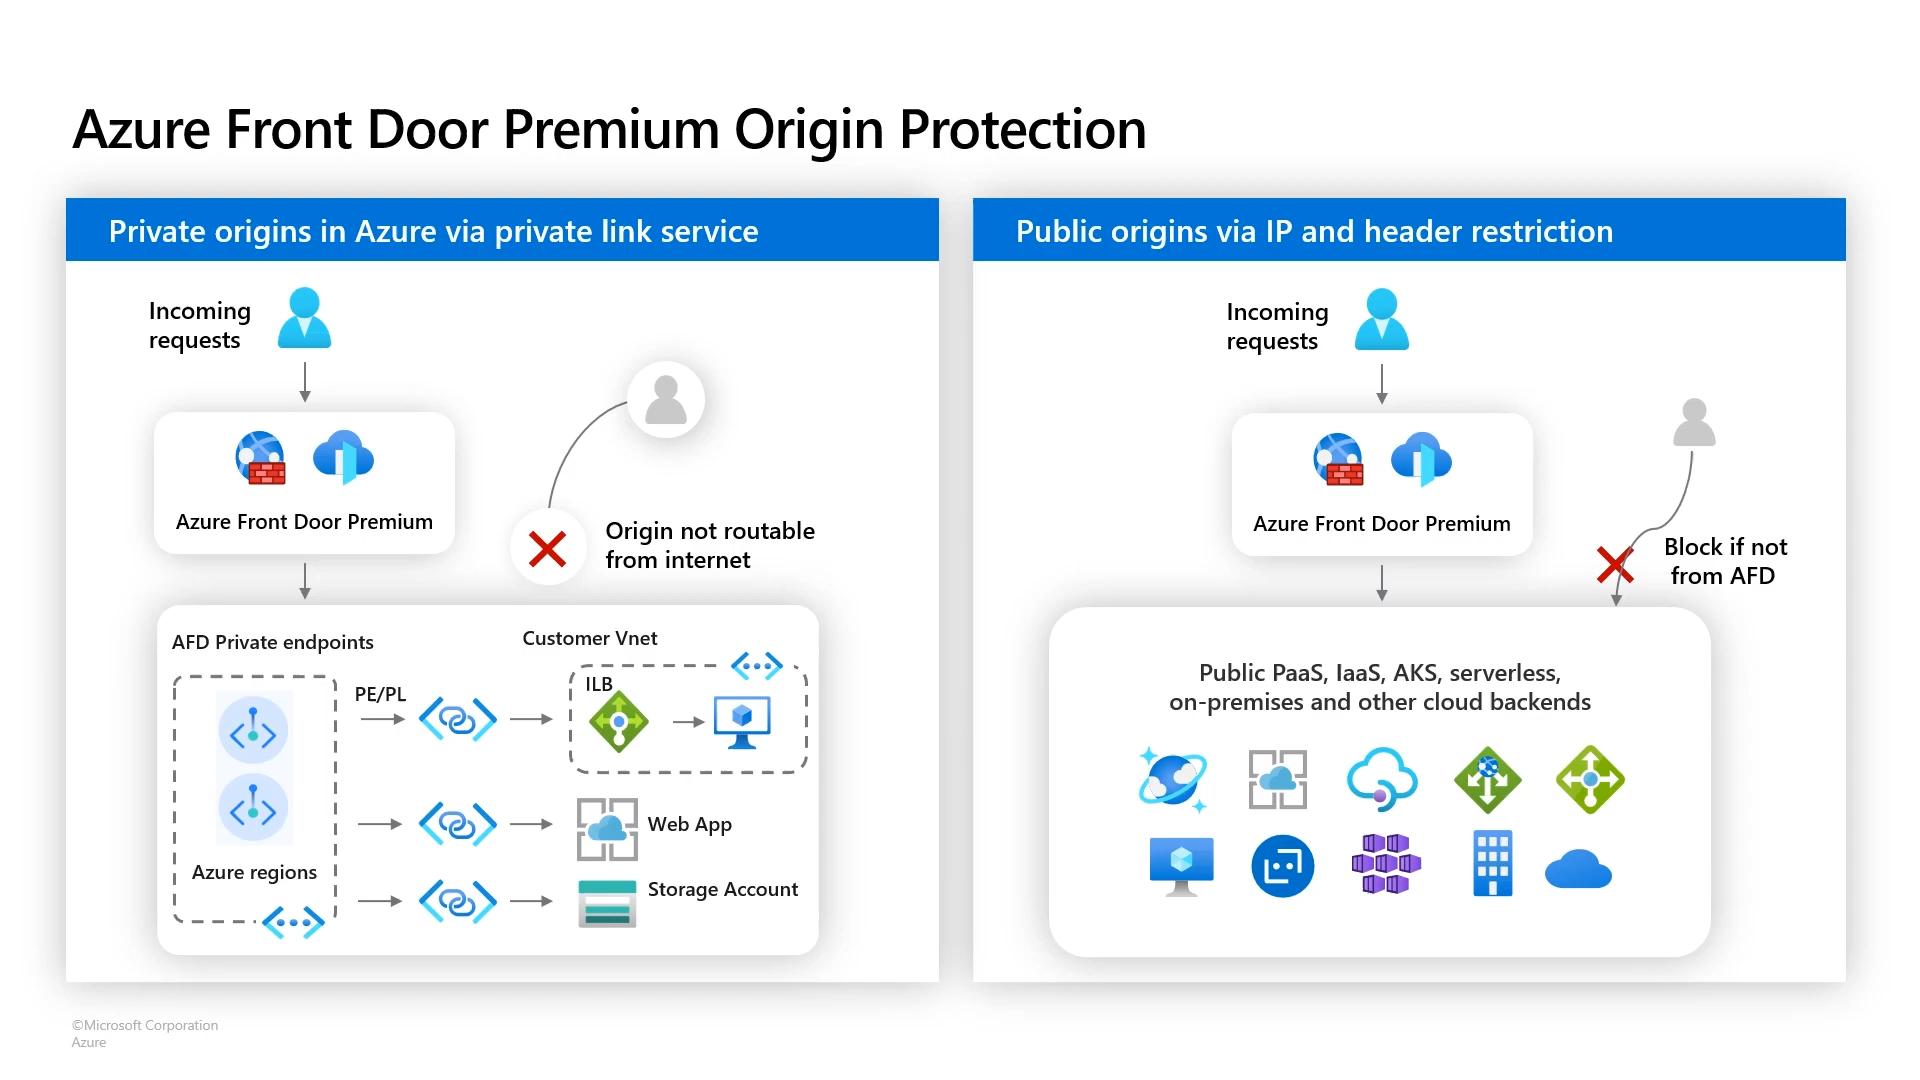 Azure Front Door Premium Origin Protection
Private origins in Azure via private link service
Incoming
requests
Azure Front Door Premium
Origin not routable
from internet
AFD Private endpoints
Customer Vnet
ILB
PE/PL
Azure regions
Web App
Storage Account
Public origins via IP and header restriction
Incoming
requests
Azure Front Door Premium
Block if not
from AFD
Public PaaS, IaaS, AKS, serverless,
on-premises and other cloud backends
©Microsoft Corporation
Azure